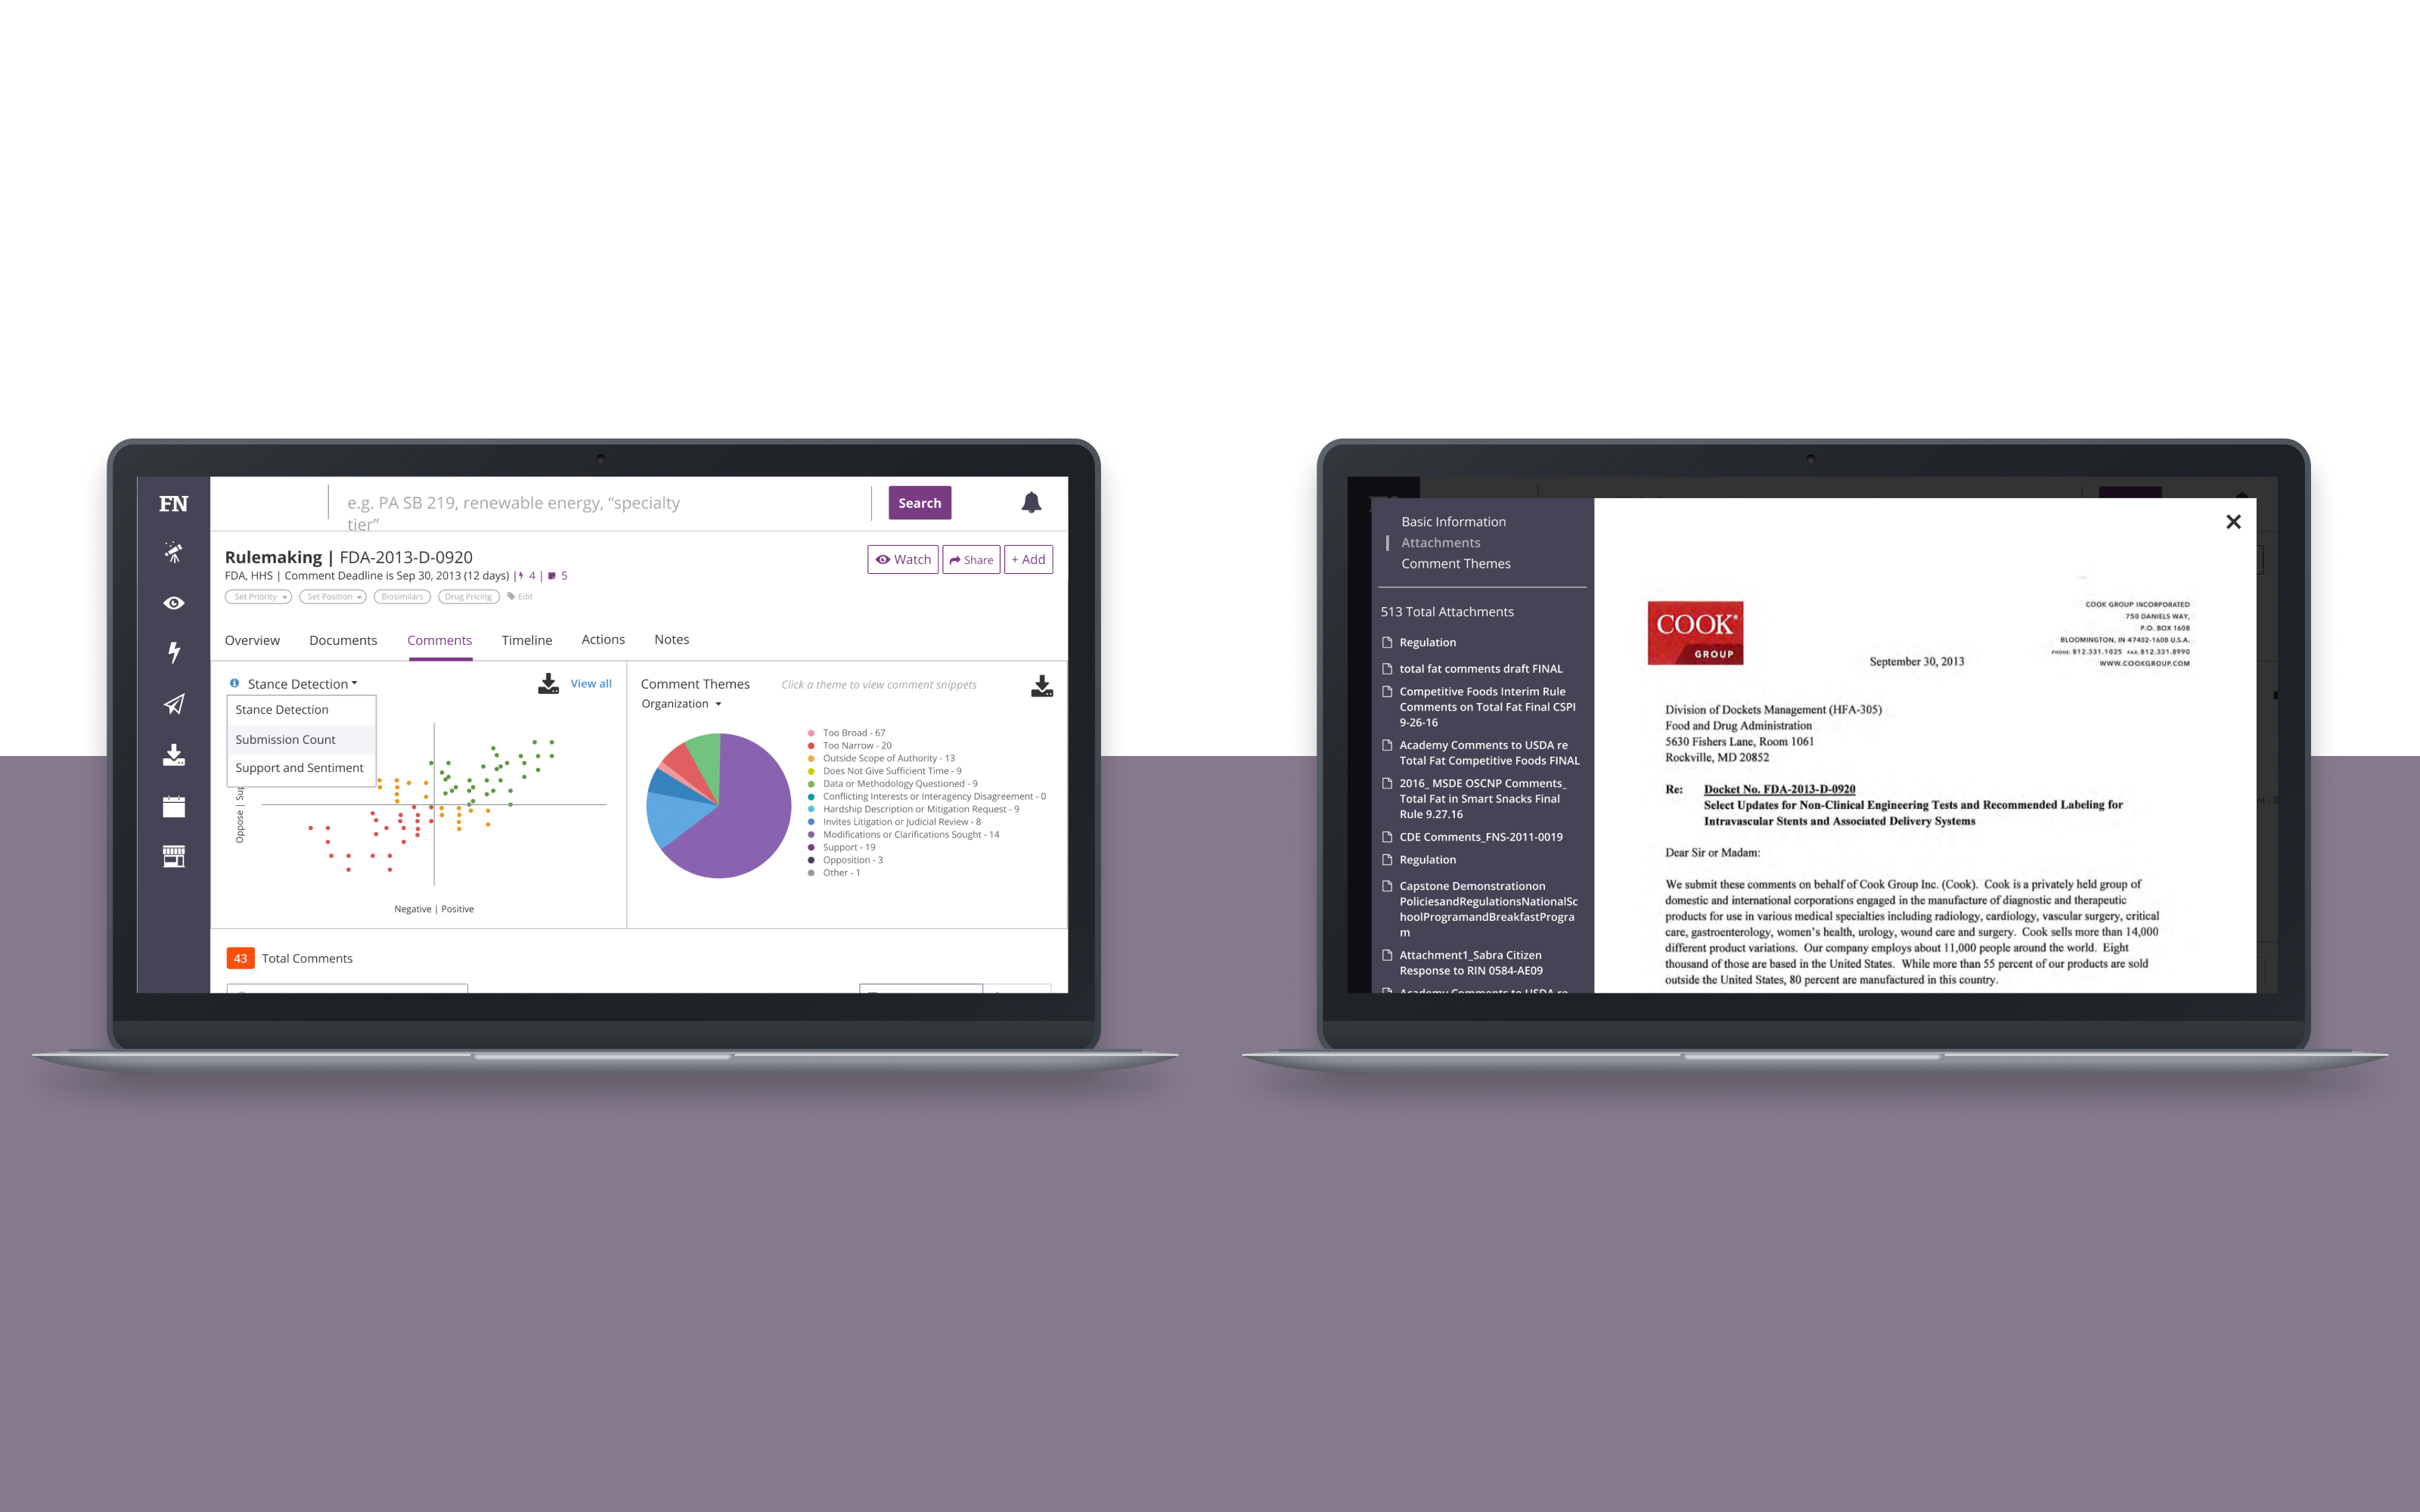 FN
e.g. PA SB 219, renewable energy, “specialty
tier”
Search
Rulemaking | FDA-2013-D-0920
FDA, HHS | Comment Deadline is Sep 30, 2013 (12 days) | 4 | 5
Watch
Share
+ Add
Set Priority
Set Position
Biosimilars
Drug Pricing
Edit
Overview
Documents
Comments
Timeline
Actions
Notes
Stance Detection
View all
Stance Detection
Submission Count
Support and Sentiment
Oppose | Sup
Negative | Positive
Comment Themes
Click a theme to view comment snippets
Organization
Too Broad - 67
Too Narrow - 20
Outside Scope of Authority - 13
Does Not Give Sufficient Time - 9
Data or Methodology Questioned - 9
Conflicting Interests or Interagency Disagreement - 0
Hardship Description or Mitigation Request - 9
Invites Litigation or Judicial Review - 8
Modifications or Clarifications Sought - 14
Support - 19
Opposition - 3
Other - 1
43 Total Comments
Basic Information
Attachments
Comment Themes
513 Total Attachments
Regulation
total fat comments draft FINAL
Competitive Foods Interim Rule
Comments on Total Fat Final CSPI
9-26-16
Academy Comments to USDA re
Total Fat Competitive Foods FINAL
2016_ MSDE OSCNP Comments_
Total Fat in Smart Snacks Final
Rule 9.27.16
CDE Comments_FNS-2011-0019
Regulation
Capstone Demonstrationon
PoliciesandRegulationsNationalSc
hoolProgramandBreakfastProgra
m
Attachment1_Sabra Citizen
Response to RIN 0584-AE09
Academy Comments to USDA re
COOK®
GROUP
COOK GROUP INCORPORATED
750 DANIELS WAY,
P.O. BOX 1608
BLOOMINGTON, IN 47402-1608 U.S.A.
PHONE: 812.331.1025 FAX: 812.331.8990
WWW.COOKGROUP.COM
September 30, 2013
Division of Dockets Management (HFA-305)
Food and Drug Administration
5630 Fishers Lane, Room 1061
Rockville, MD 20852
Re: Docket No. FDA-2013-D-0920
Select Updates for Non-Clinical Engineering Tests and Recommended Labeling for
Intravascular Stents and Associated Delivery Systems
Dear Sir or Madam:
We submit these comments on behalf of Cook Group Inc. (Cook). Cook is a privately held group of
domestic and international corporations engaged in the manufacture of diagnostic and therapeutic
products for use in various medical specialties including radiology, cardiology, vascular surgery, critical
care, gastroenterology, women's health, urology, wound care and surgery. Cook sells more than 14,000
different product variations. Our company employs about 11,000 people around the world. Eight
thousand of those are based in the United States. While more than 55 percent of our products are sold
outside the United States, 80 percent are manufactured in this country.